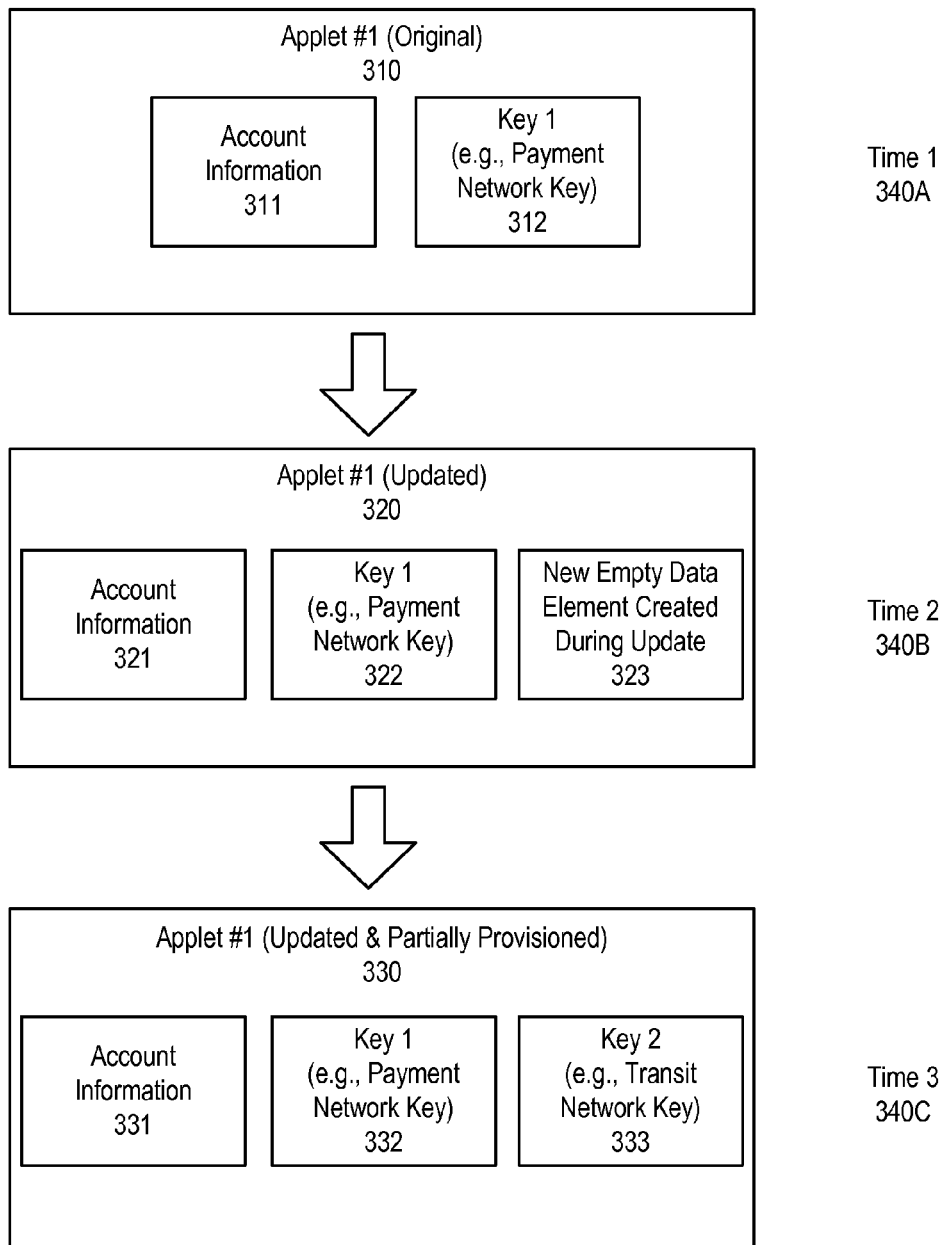 Applet #1 (Original)
310
Account
Information
311
Key 1
(e.g., Payment
Network Key)
312
Time 1
340A
Applet #1 (Updated)
320
Account
Information
321
Key 1
(e.g., Payment
Network Key)
322
New Empty Data
Element Created
During Update
323
Time 2
340B
Applet #1 (Updated & Partially Provisioned)
330
Account
Information
331
Key 1
(e.g., Payment
Network Key)
332
Key 2
(e.g., Transit
Network Key)
333
Time 3
340C